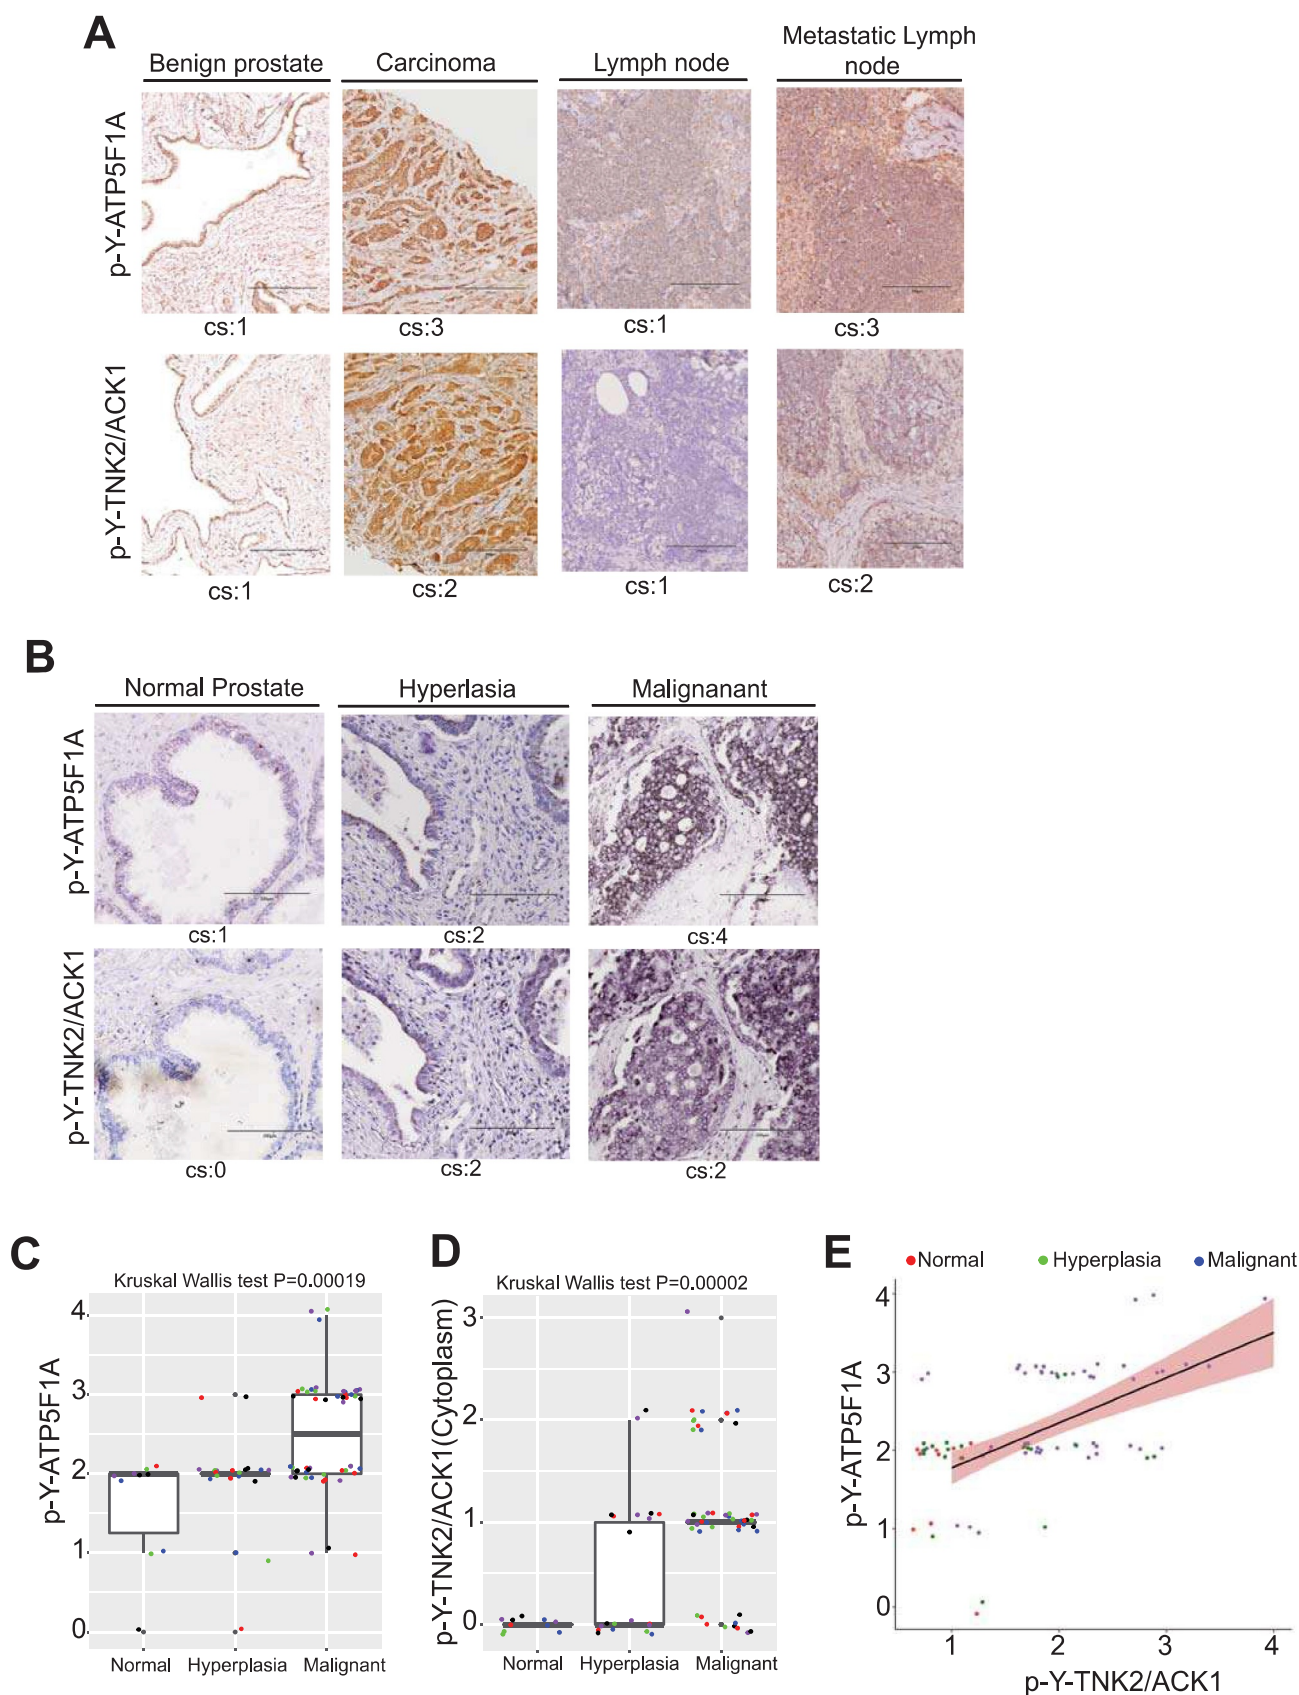 A
Benign prostate
Carcinoma
Lymph node
Metastatic Lymph
node
p-Y-ATP5F1A
cs:1
cs:3
cs:1
cs:3
p-Y-TNK2/ACK1
cs:1
cs:2
cs:1
cs:2
B
Normal Prostate
Hyperlasia
Malignanant
p-Y-ATP5F1A
cs:1
cs:2
cs:4
p-Y-TNK2/ACK1
cs:0
cs:2
cs:2
C
Kruskal Wallis test P=0.00019
p-Y-ATP5F1A
4
3
2
1
0
Normal
Hyperplasia
Malignant
D
Kruskal Wallis test P=0.00002
p-Y-TNK2/ACK1(Cytoplasm)
3
2
1
0
Normal
Hyperplasia
Malignant
E
Normal
Hyperplasia
Malignant
p-Y-ATP5F1A
4
3
2
1
0
1
2
3
4
p-Y-TNK2/ACK1